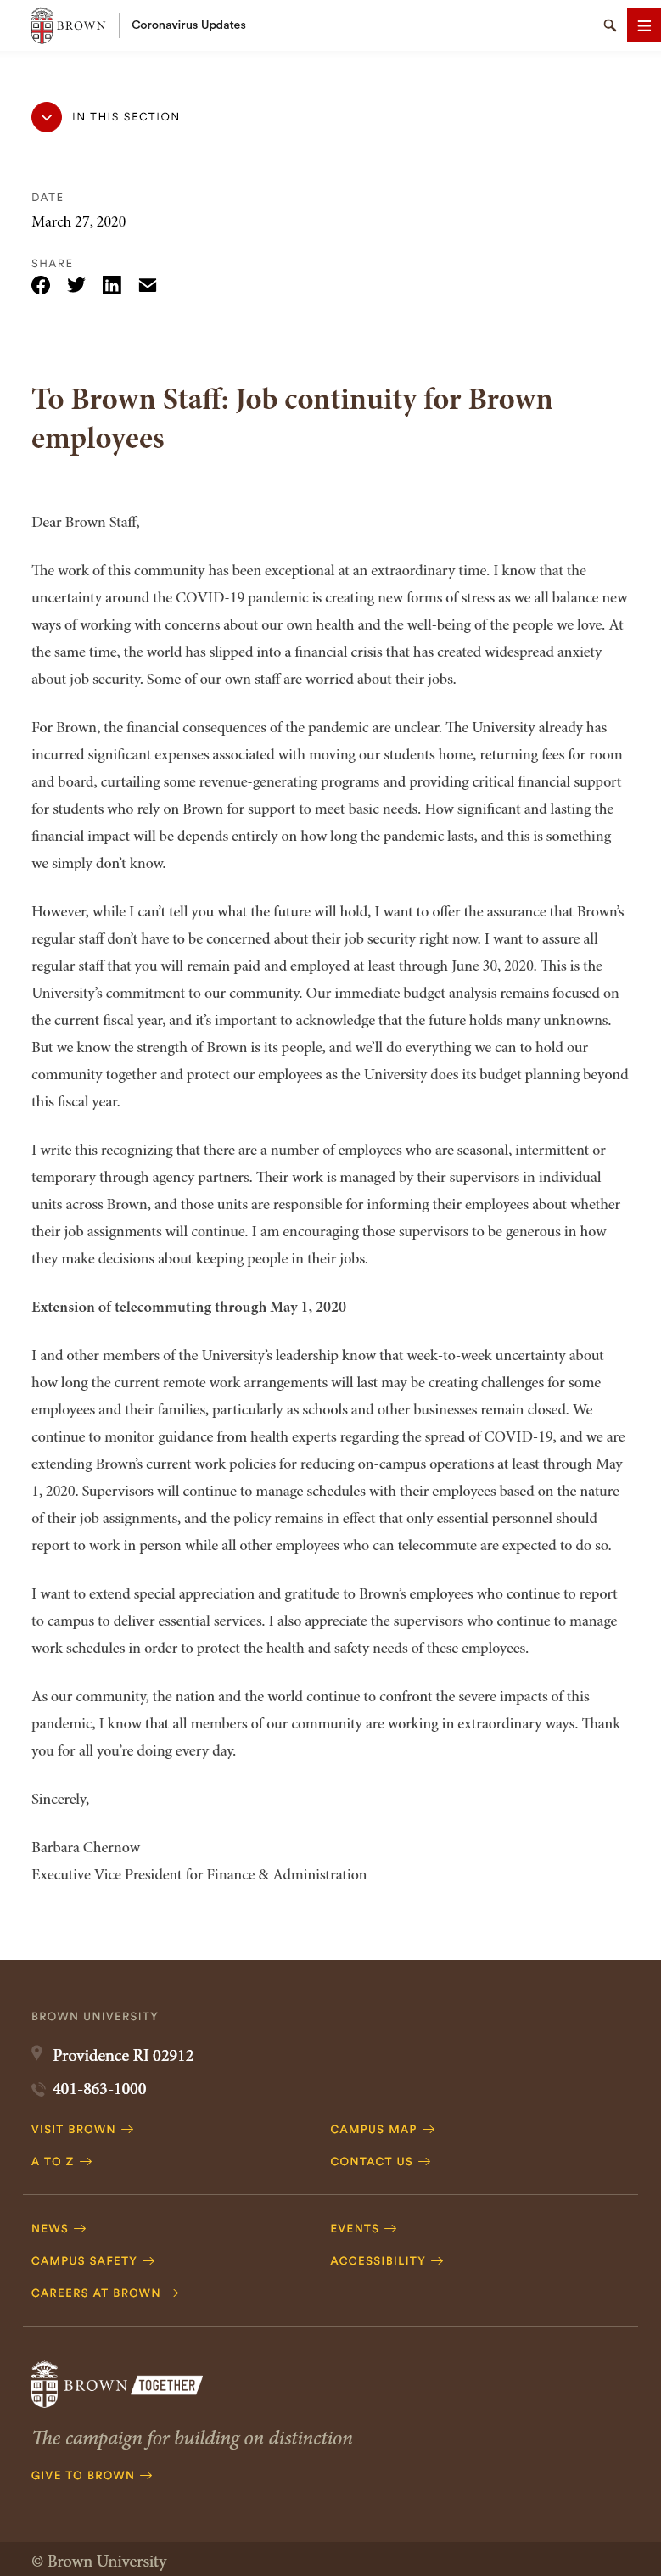 BROWN
Coronavirus Updates
IN THIS SECTION
DATE
March 27, 2020
SHARE
To Brown Staff: Job continuity for Brown
employees
Dear Brown Staff,
The work of this community has been exceptional at an extraordinary time. I know that the
uncertainty around the COVID-19 pandemic is creating new forms of stress as we all balance new
ways of working with concerns about our own health and the well-being of the people we love. At
the same time, the world has slipped into a financial crisis that has created widespread anxiety
about job security. Some of our own staff are worried about their jobs.
For Brown, the financial consequences of the pandemic are unclear. The University already has
incurred significant expenses associated with moving our students home, returning fees for room
and board, curtailing some revenue-generating programs and providing critical financial support
for students who rely on Brown for support to meet basic needs. How significant and lasting the
financial impact will be depends entirely on how long the pandemic lasts, and this is something
we simply don’t know.
However, while I can’t tell you what the future will hold, I want to offer the assurance that Brown’s
regular staff don’t have to be concerned about their job security right now. I want to assure all
regular staff that you will remain paid and employed at least through June 30, 2020. This is the
University’s commitment to our community. Our immediate budget analysis remains focused on
the current fiscal year, and it’s important to acknowledge that the future holds many unknowns.
But we know the strength of Brown is its people, and we’ll do everything we can to hold our
community together and protect our employees as the University does its budget planning beyond
this fiscal year.
I write this recognizing that there are a number of employees who are seasonal, intermittent or
temporary through agency partners. Their work is managed by their supervisors in individual
units across Brown, and those units are responsible for informing their employees about whether
their job assignments will continue. I am encouraging those supervisors to be generous in how
they make decisions about keeping people in their jobs.
Extension of telecommuting through May 1, 2020
I and other members of the University’s leadership know that week-to-week uncertainty about
how long the current remote work arrangements will last may be creating challenges for some
employees and their families, particularly as schools and other businesses remain closed. We
continue to monitor guidance from health experts regarding the spread of COVID-19, and we are
extending Brown’s current work policies for reducing on-campus operations at least through May
1, 2020. Supervisors will continue to manage schedules with their employees based on the nature
of their job assignments, and the policy remains in effect that only essential personnel should
report to work in person while all other employees who can telecommute are expected to do so.
I want to extend special appreciation and gratitude to Brown’s employees who continue to report
to campus to deliver essential services. I also appreciate the supervisors who continue to manage
work schedules in order to protect the health and safety needs of these employees.
As our community, the nation and the world continue to confront the severe impacts of this
pandemic, I know that all members of our community are working in extraordinary ways. Thank
you for all you’re doing every day.
Sincerely,
Barbara Chernow
Executive Vice President for Finance & Administration
BROWN UNIVERSITY
Providence RI 02912
401-863-1000
VISIT BROWN
CAMPUS MAP
A TO Z
CONTACT US
NEWS
EVENTS
CAMPUS SAFETY
ACCESSIBILITY
CAREERS AT BROWN
BROWN TOGETHER
The campaign for building on distinction
GIVE TO BROWN
© Brown University